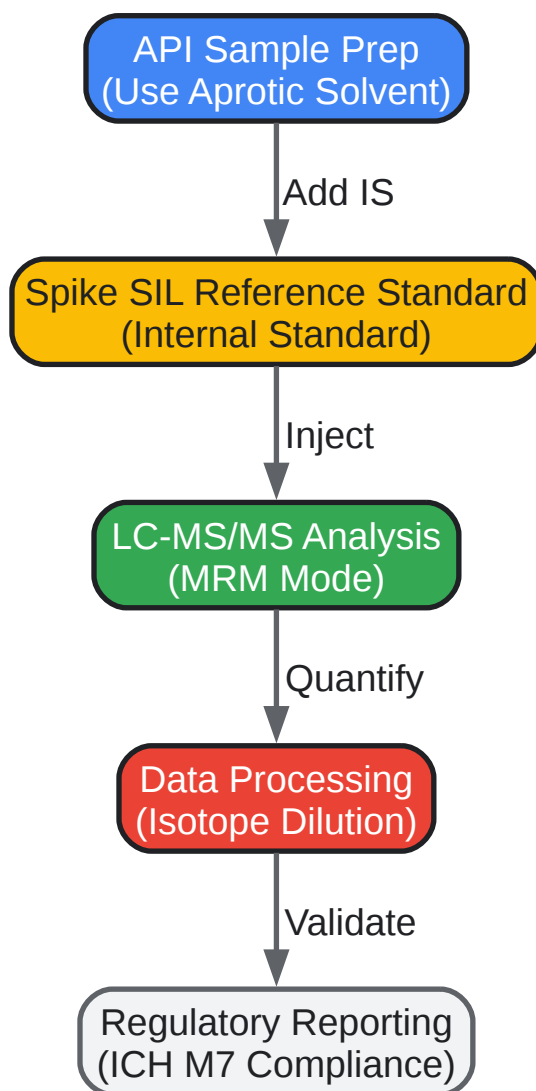 API Sample Prep
(Use Aprotic Solvent)
Add IS
Spike SIL Reference Standard
(Internal Standard)
Inject
LC-MS/MS Analysis
(MRM Mode)
Quantify
Data Processing
(Isotope Dilution)
Validate
Regulatory Reporting
(ICH M7 Compliance)